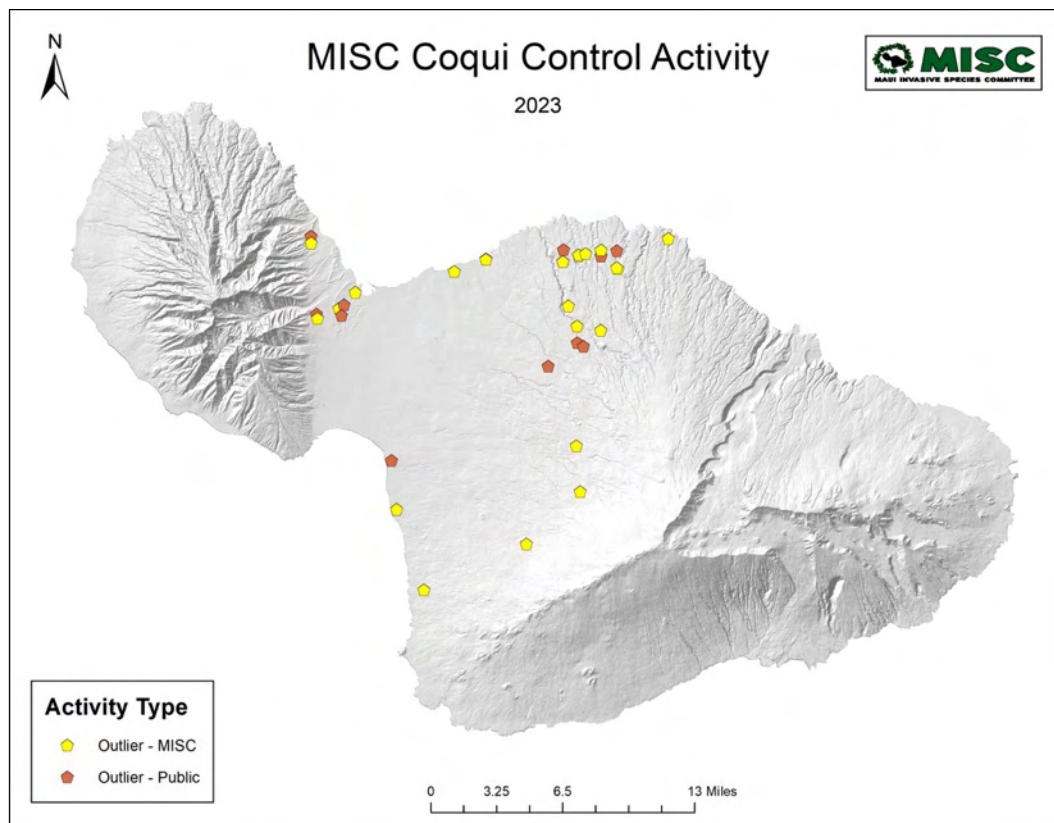 N
MISC Coqui Control Activity
2023
MISC
MAUI INVASIVE SPECIES COMMITTEE
Activity Type
Outlier - MISC
Outlier - Public
0 3.25 6.5 13 Miles